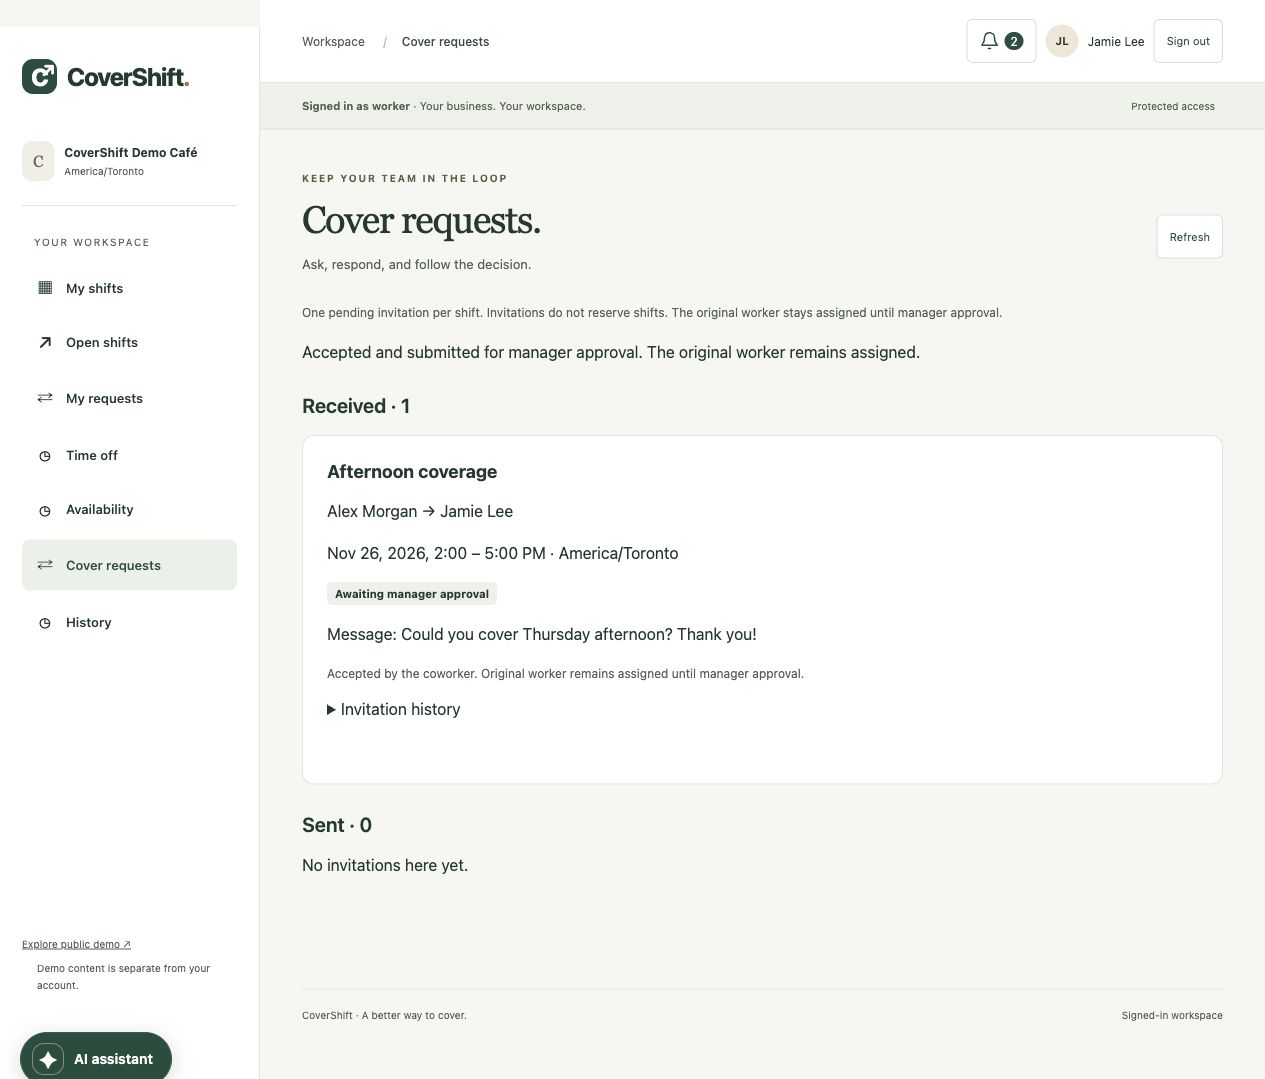 CoverShift.
C
CoverShift Demo Café
America/Toronto
YOUR WORKSPACE
My shifts
Open shifts
My requests
Time off
Availability
Cover requests
History
Explore public demo ↗
Demo content is separate from your
account.
AI assistant
Workspace / Cover requests
2
JL
Jamie Lee
Sign out
Signed in as worker · Your business. Your workspace.
Protected access
KEEP YOUR TEAM IN THE LOOP
Cover requests.
Ask, respond, and follow the decision.
Refresh
One pending invitation per shift. Invitations do not reserve shifts. The original worker stays assigned until manager approval.
Accepted and submitted for manager approval. The original worker remains assigned.
Received · 1
Afternoon coverage
Alex Morgan → Jamie Lee
Nov 26, 2026, 2:00 – 5:00 PM · America/Toronto
Awaiting manager approval
Message: Could you cover Thursday afternoon? Thank you!
Accepted by the coworker. Original worker remains assigned until manager approval.
▶ Invitation history
Sent · 0
No invitations here yet.
CoverShift · A better way to cover.
Signed-in workspace